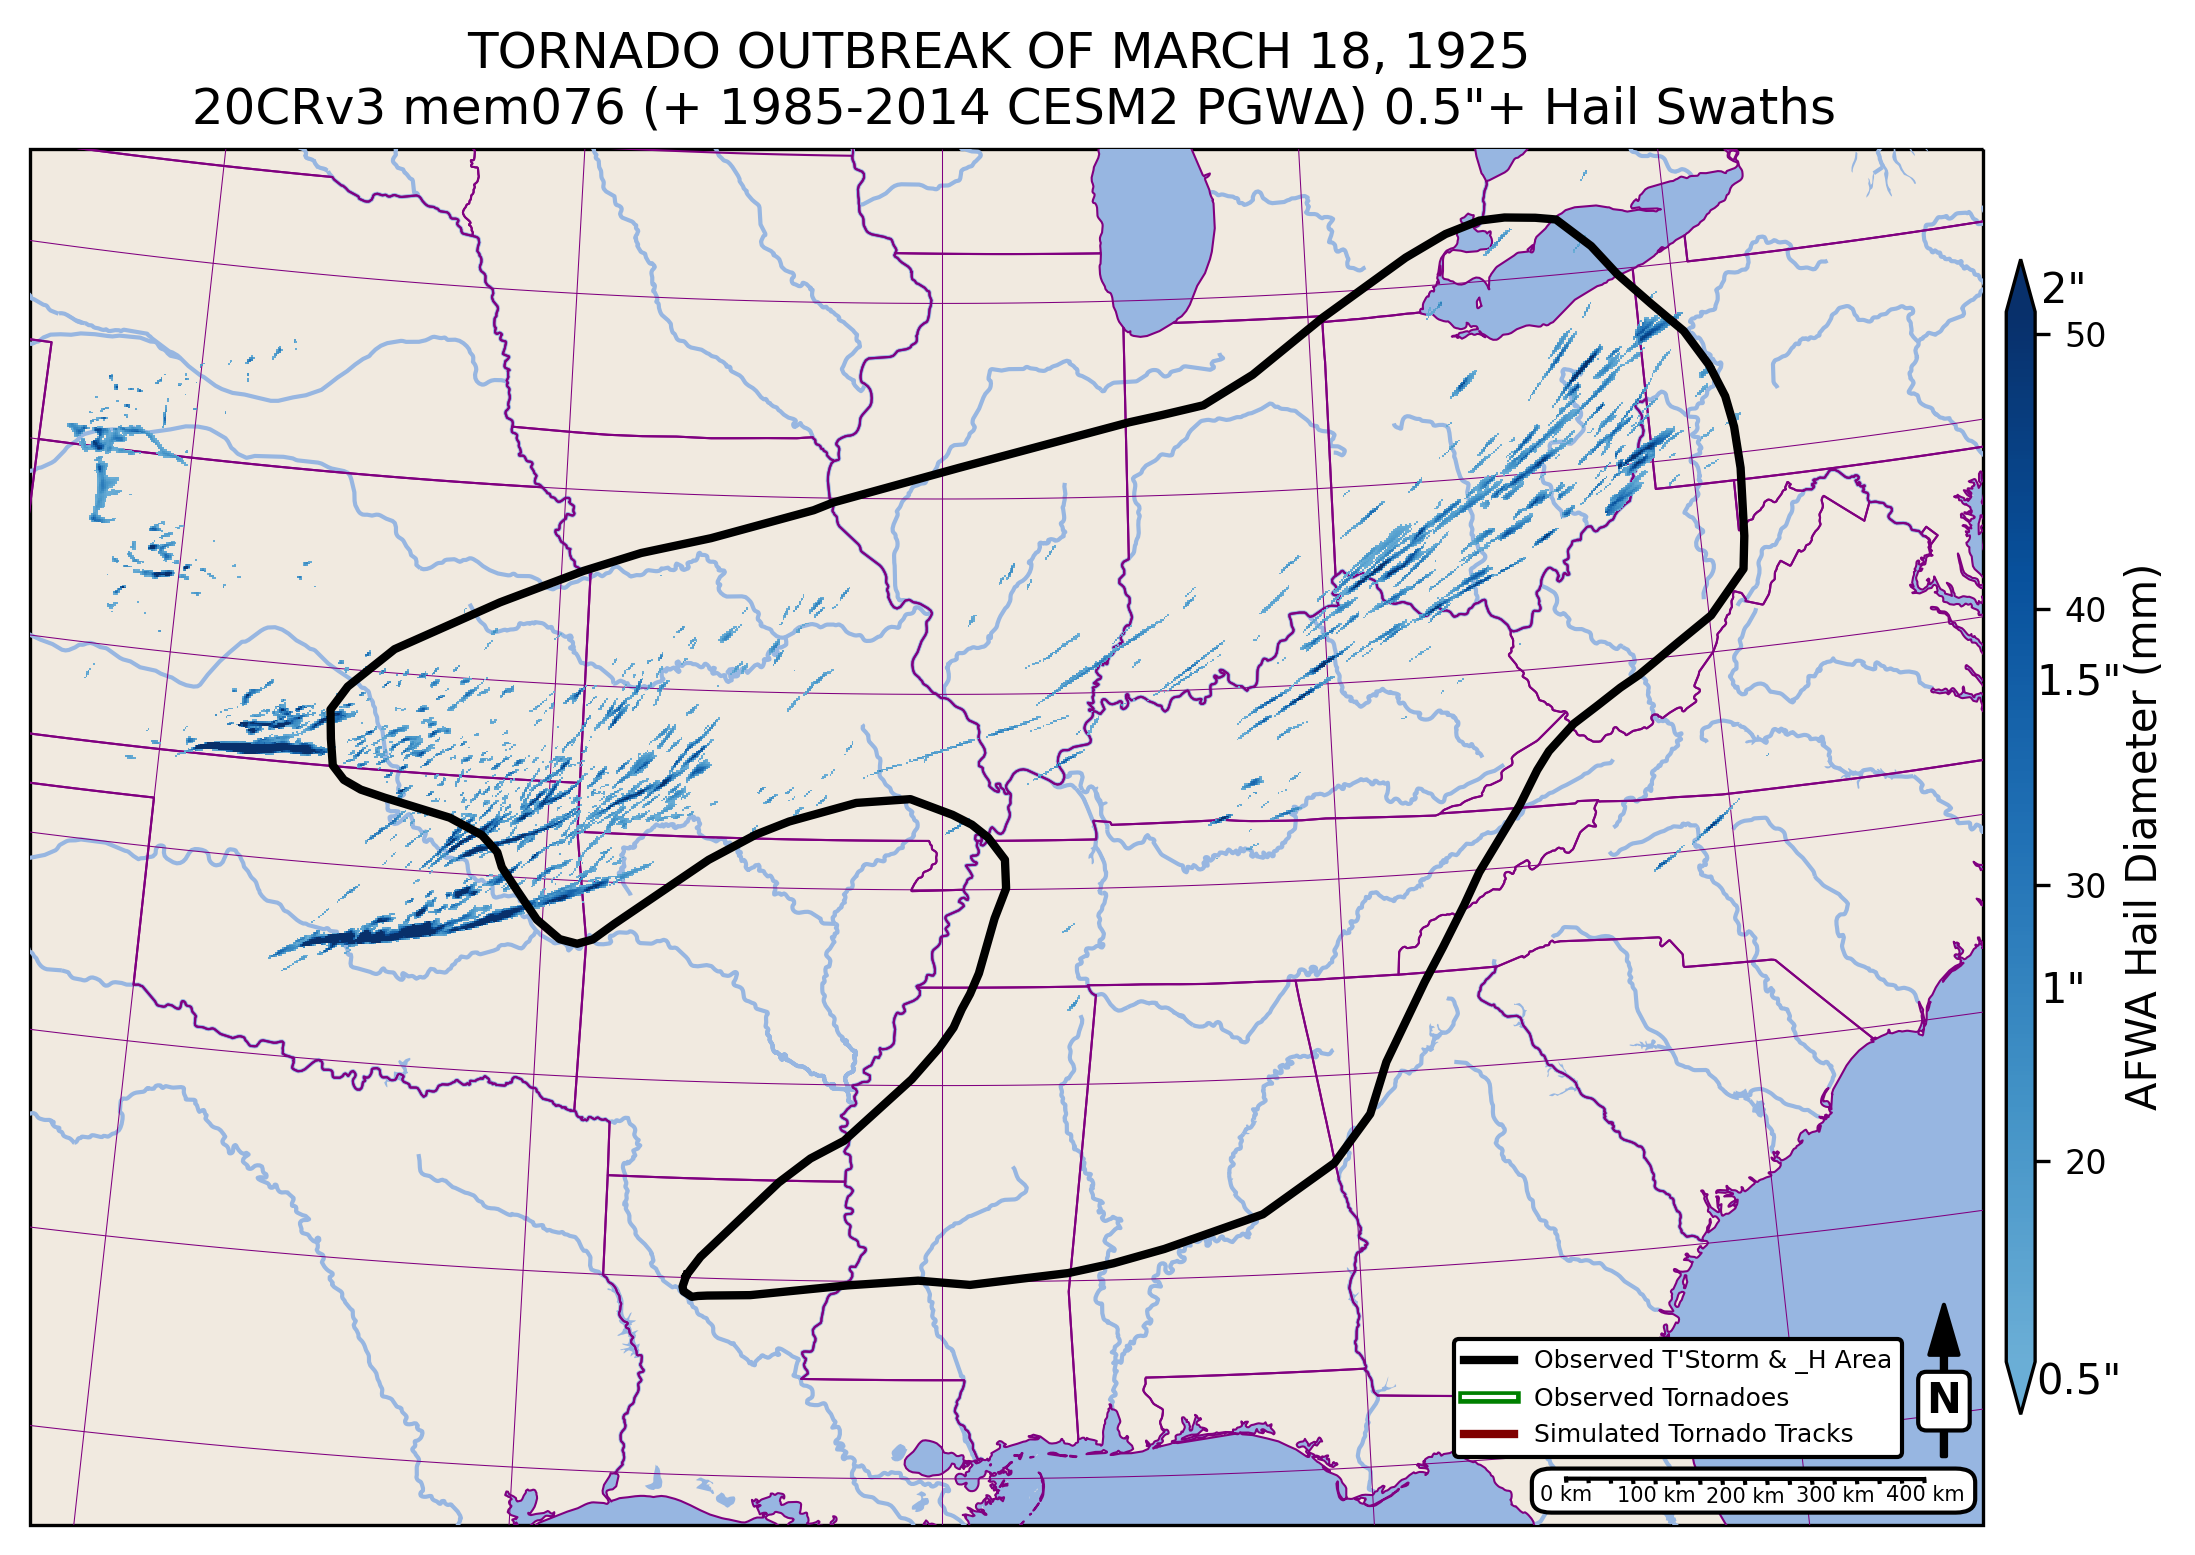 TORNADO OUTBREAK OF MARCH 18, 1925
20CRv3 mem076 (+ 1985-2014 CESM2 PGWΔ) 0.5"+ Hail Swaths
2"
50
40
1.5"
30
1"
20
0.5"
AFWA Hail Diameter (mm)
Observed T'Storm & _H Area
Observed Tornadoes
Simulated Tornado Tracks
N
0 km 100 km 200 km 300 km 400 km